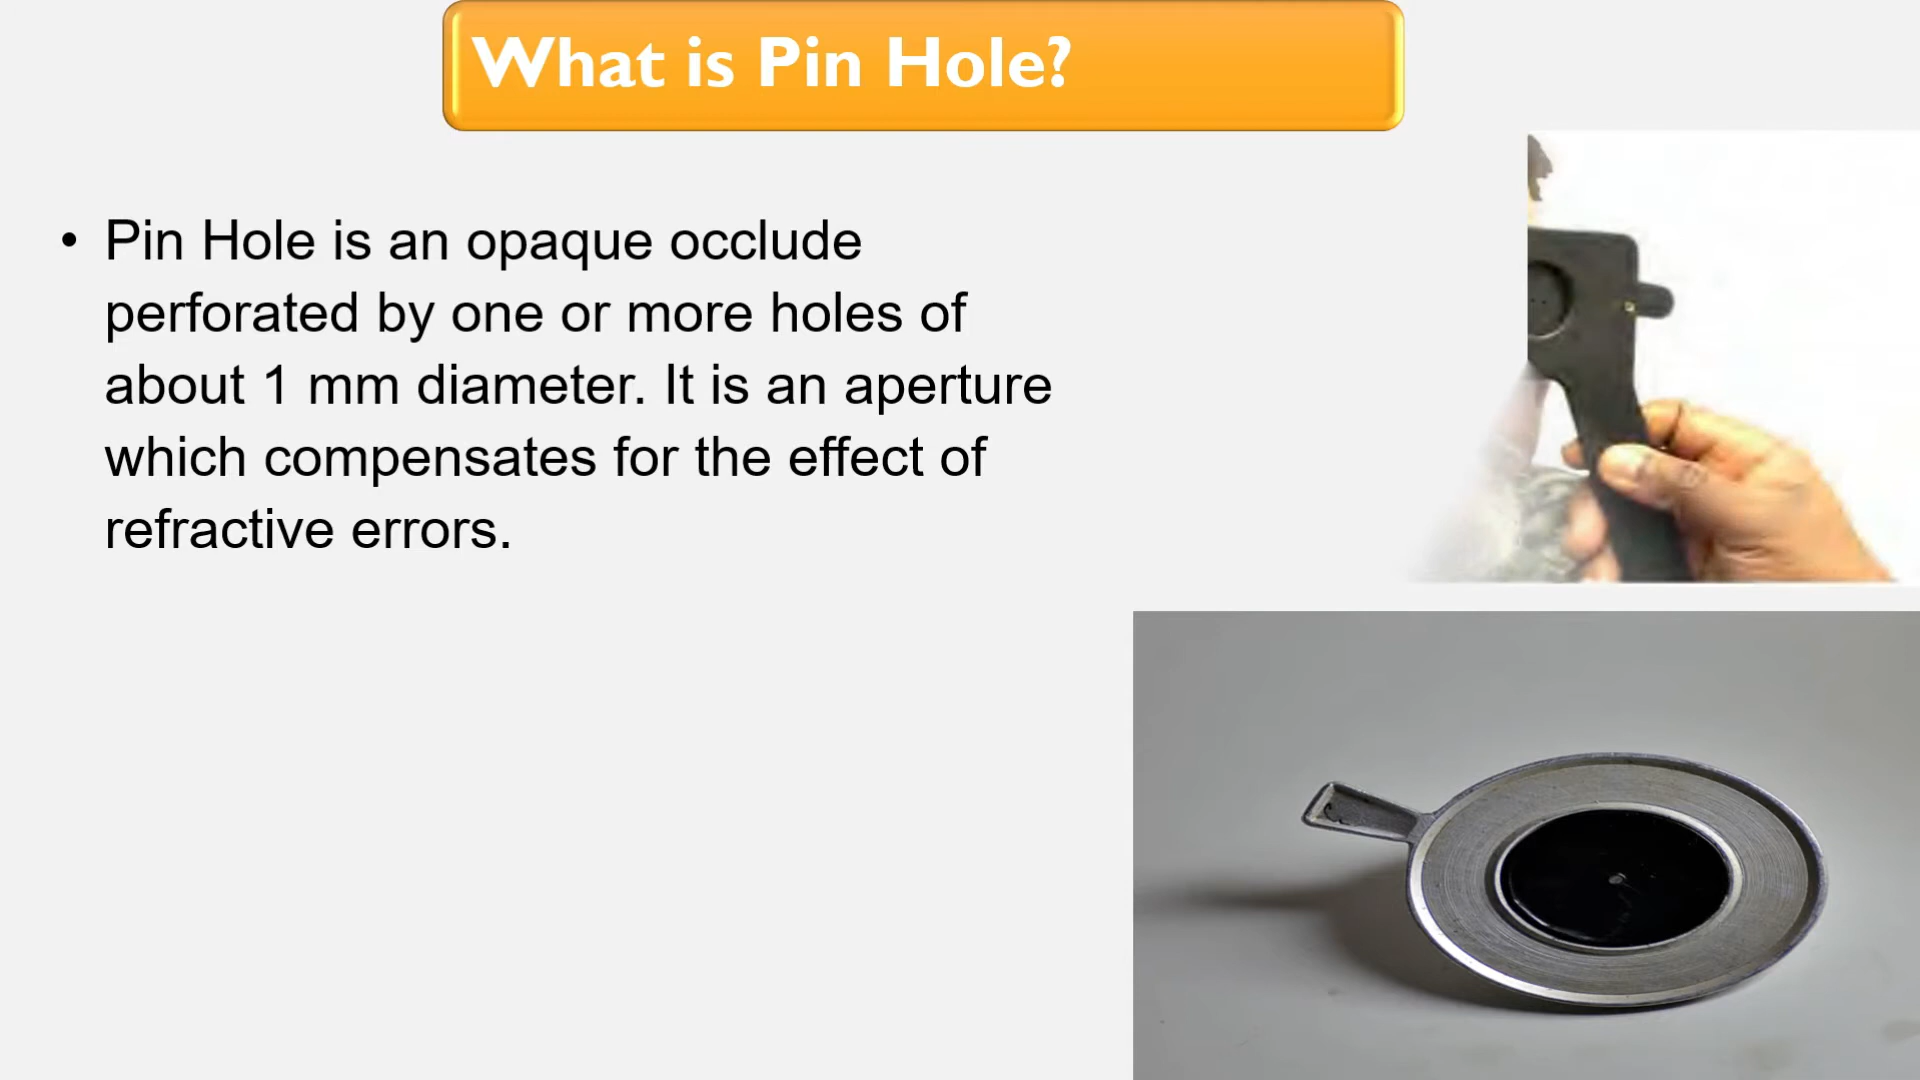 What is Pin Hole?
• Pin Hole is an opaque occlude
perforated by one or more holes of
about 1 mm diameter. It is an aperture
which compensates for the effect of
refractive errors.